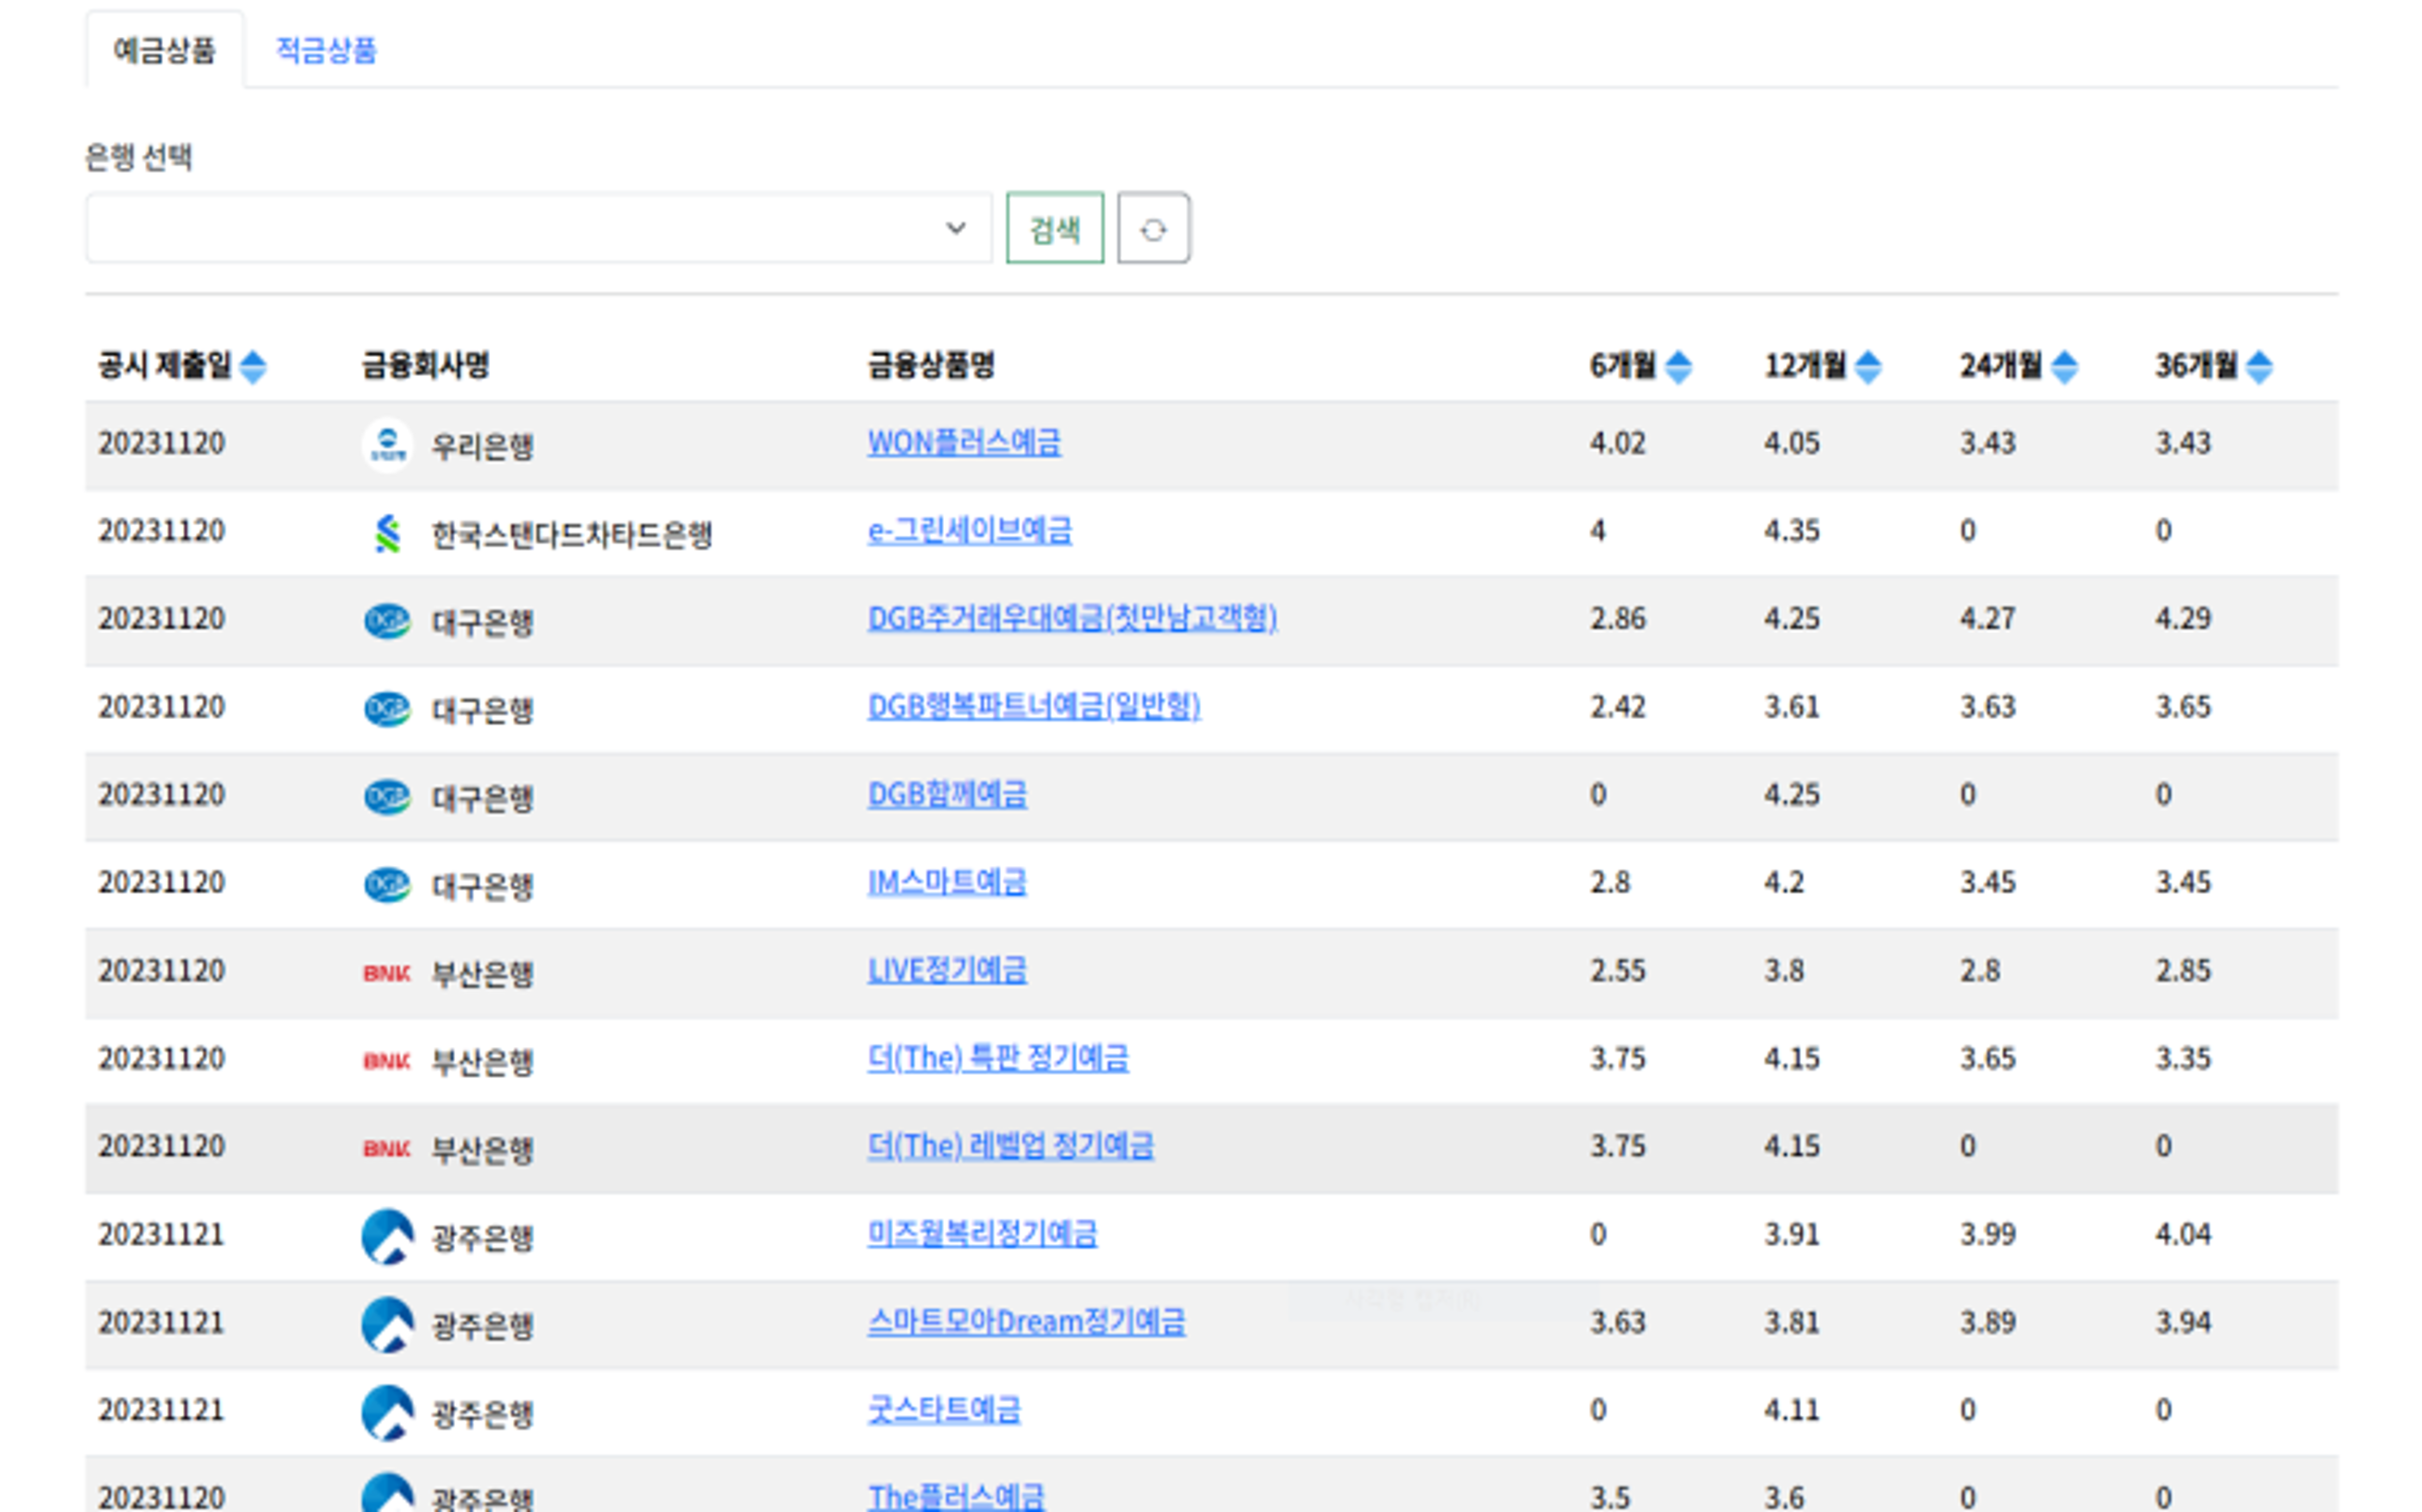 예금상품 적금상품
은행 선택
검색
공시 제출일 금융회사명 금융상품명 6개월 12개월 24개월 36개월
20231120 우리은행 WON플러스예금 4.02 4.05 3.43 3.43
20231120 한국스탠다드차타드은행 e-그린세이브예금 4 4.35 0 0
20231120 DGB 대구은행 DGB주거래우대예금(첫만남고객형) 2.86 4.25 4.27 4.29
20231120 DGB 대구은행 DGB행복파트너예금(일반형) 2.42 3.61 3.63 3.65
20231120 DGB 대구은행 DGB함께예금 0 4.25 0 0
20231120 DGB 대구은행 IM스마트예금 2.8 4.2 3.45 3.45
20231120 BNK 부산은행 LIVE정기예금 2.55 3.8 2.8 2.85
20231120 BNK 부산은행 더(The) 특판 정기예금 3.75 4.15 3.65 3.35
20231120 BNK 부산은행 더(The) 레벨업 정기예금 3.75 4.15 0 0
20231121 광주은행 미즈월복리정기예금 0 3.91 3.99 4.04
20231121 광주은행 스마트모아Dream정기예금 3.63 3.81 3.89 3.94
20231121 광주은행 굿스타트예금 0 4.11 0 0
20231120 광주은행 The플러스예금 3.5 3.6 0 0